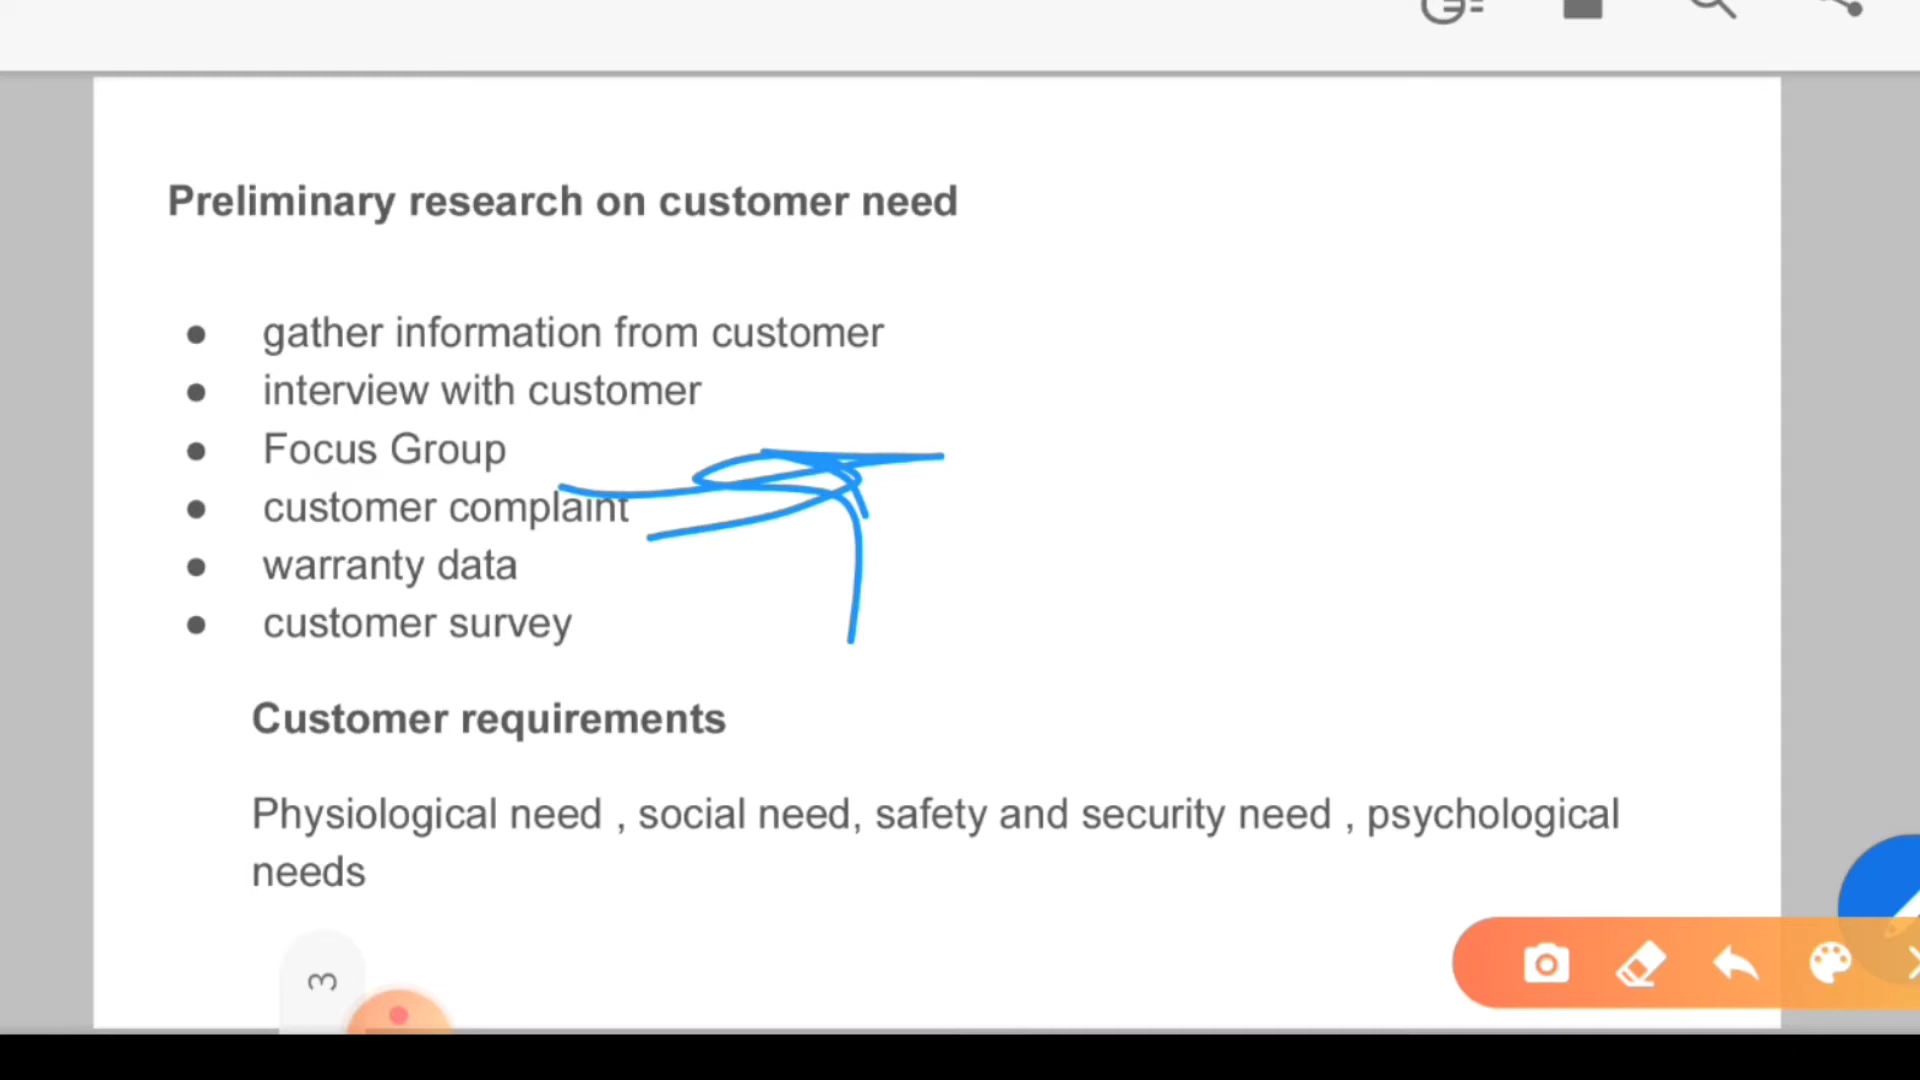 Preliminary research on customer need
● gather information from customer
● interview with customer
● Focus Group
● customer complaint
● warranty data
● customer survey
Customer requirements
Physiological need , social need, safety and security need , psychological
needs
3